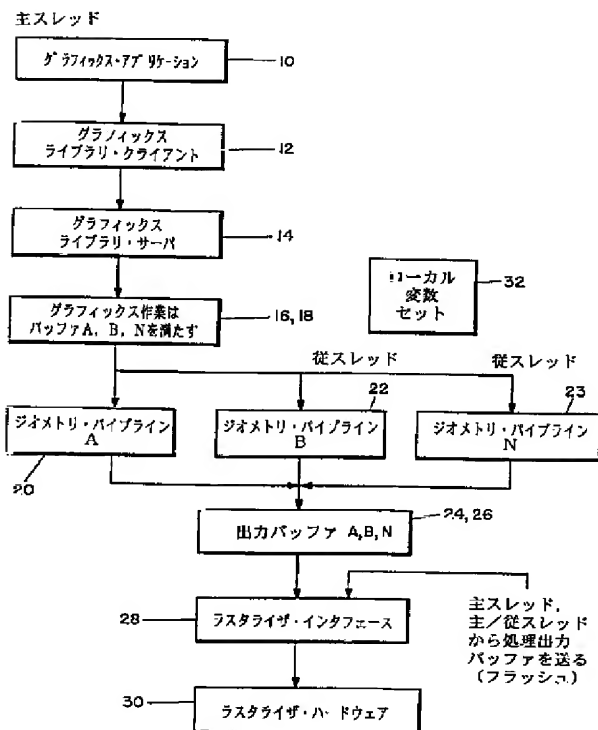 主スレッド
グラフィックス・アプリケーション
10
グラノィックス
ライブラリ・クライアント
12
グラフィックス
ライブラリ・サーバ
14
ローカル
変数
セット
32
グラフィックス作業は
バッファA, B, Nを満たす
16, 18
従スレッド
従スレッド
22
23
ジオメトリ・パイプライン
A
ジオメトリ・パイプライン
B
ジオメトリ・パイプライン
N
20
24, 26
出力バッファ A,B,N
28
ラスタライザ・インタフェース
主スレッド,
主/従スレッド
から処理出力
バッファを送る
(フラッシュ)
30
ラスタライザ・ハードウェア